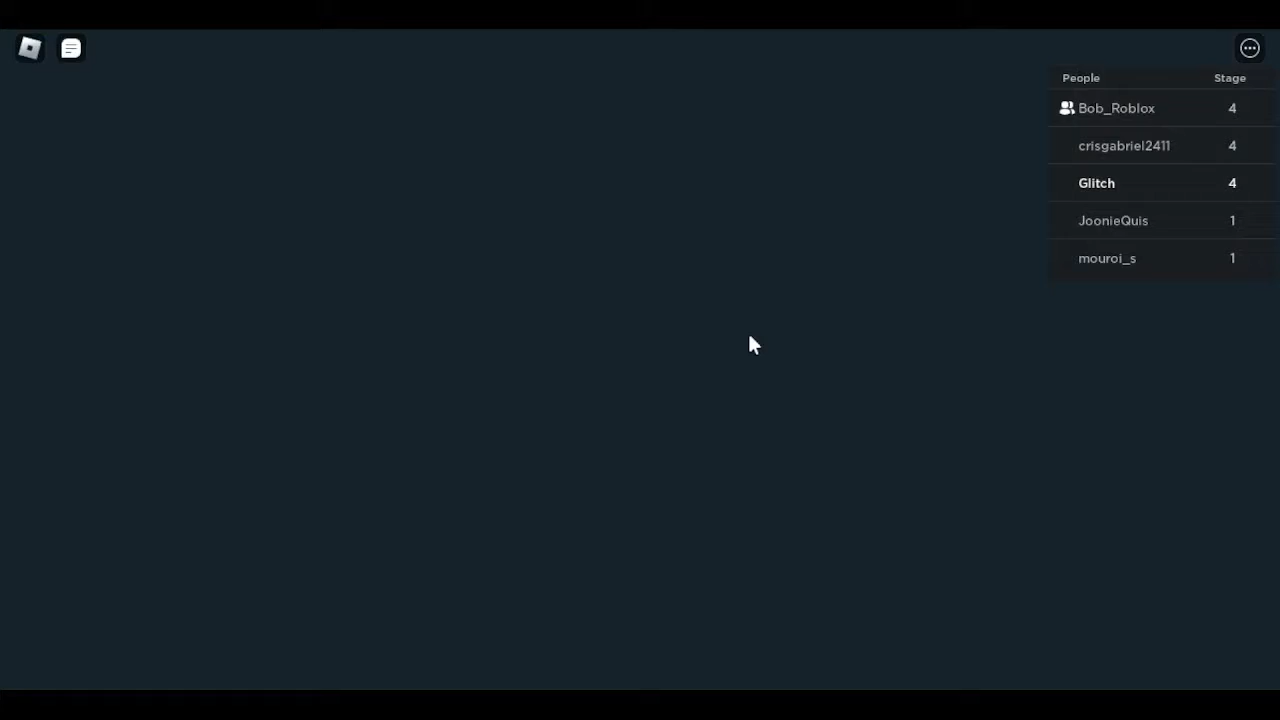 People Stage
Bob_Roblox 4
crisgabriel2411 4
Glitch 4
JoonieQuis 1
mouroi_s 1